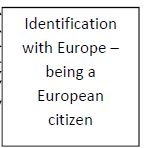 Identification
with Europe –
being a
European
citizen